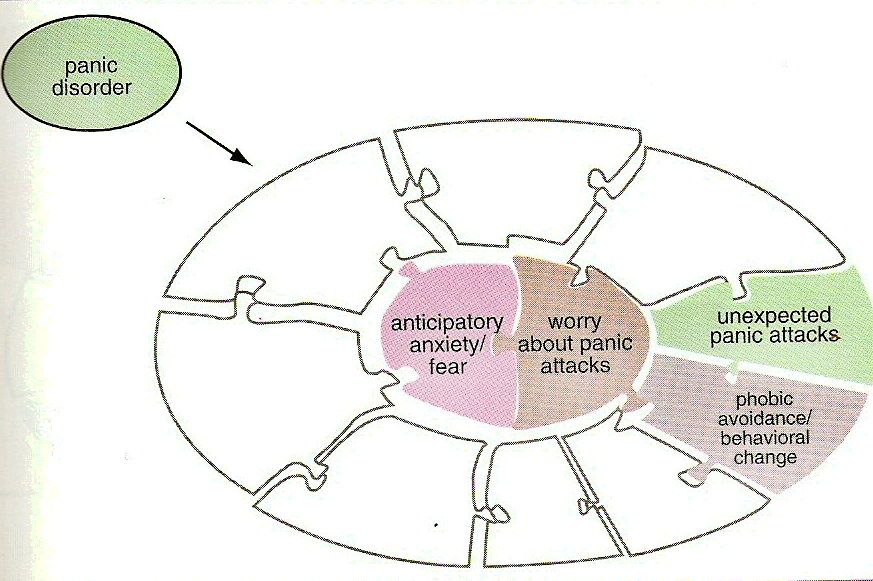 panic
disorder
anticipatory
anxiety/
fear
worry
about panic
attacks
unexpected
panic attacks
phobic
avoidance/
behavioral
change